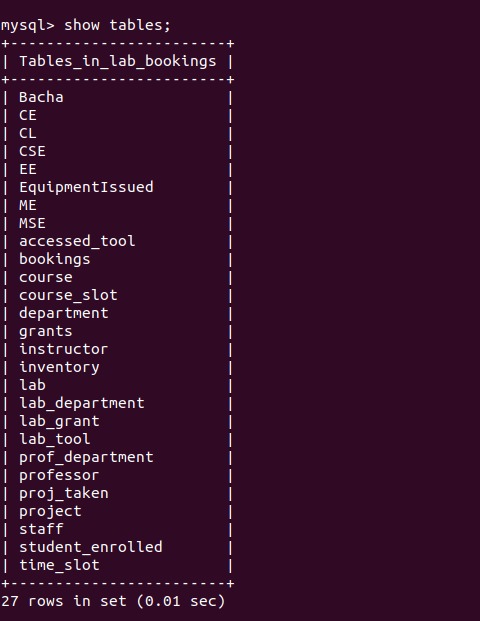 mysql> show tables;
+------------------------+
| Tables_in_lab_bookings |
+------------------------+
| Bacha                  |
| CE                     |
| CL                     |
| CSE                    |
| EE                     |
| EquipmentIssued        |
| ME                     |
| MSE                    |
| accessed_tool          |
| bookings               |
| course                 |
| course_slot            |
| department             |
| grants                 |
| instructor             |
| inventory              |
| lab                    |
| lab_department         |
| lab_grant              |
| lab_tool               |
| prof_department        |
| professor              |
| proj_taken             |
| project                |
| staff                  |
| student_enrolled       |
| time_slot              |
+------------------------+
27 rows in set (0.01 sec)